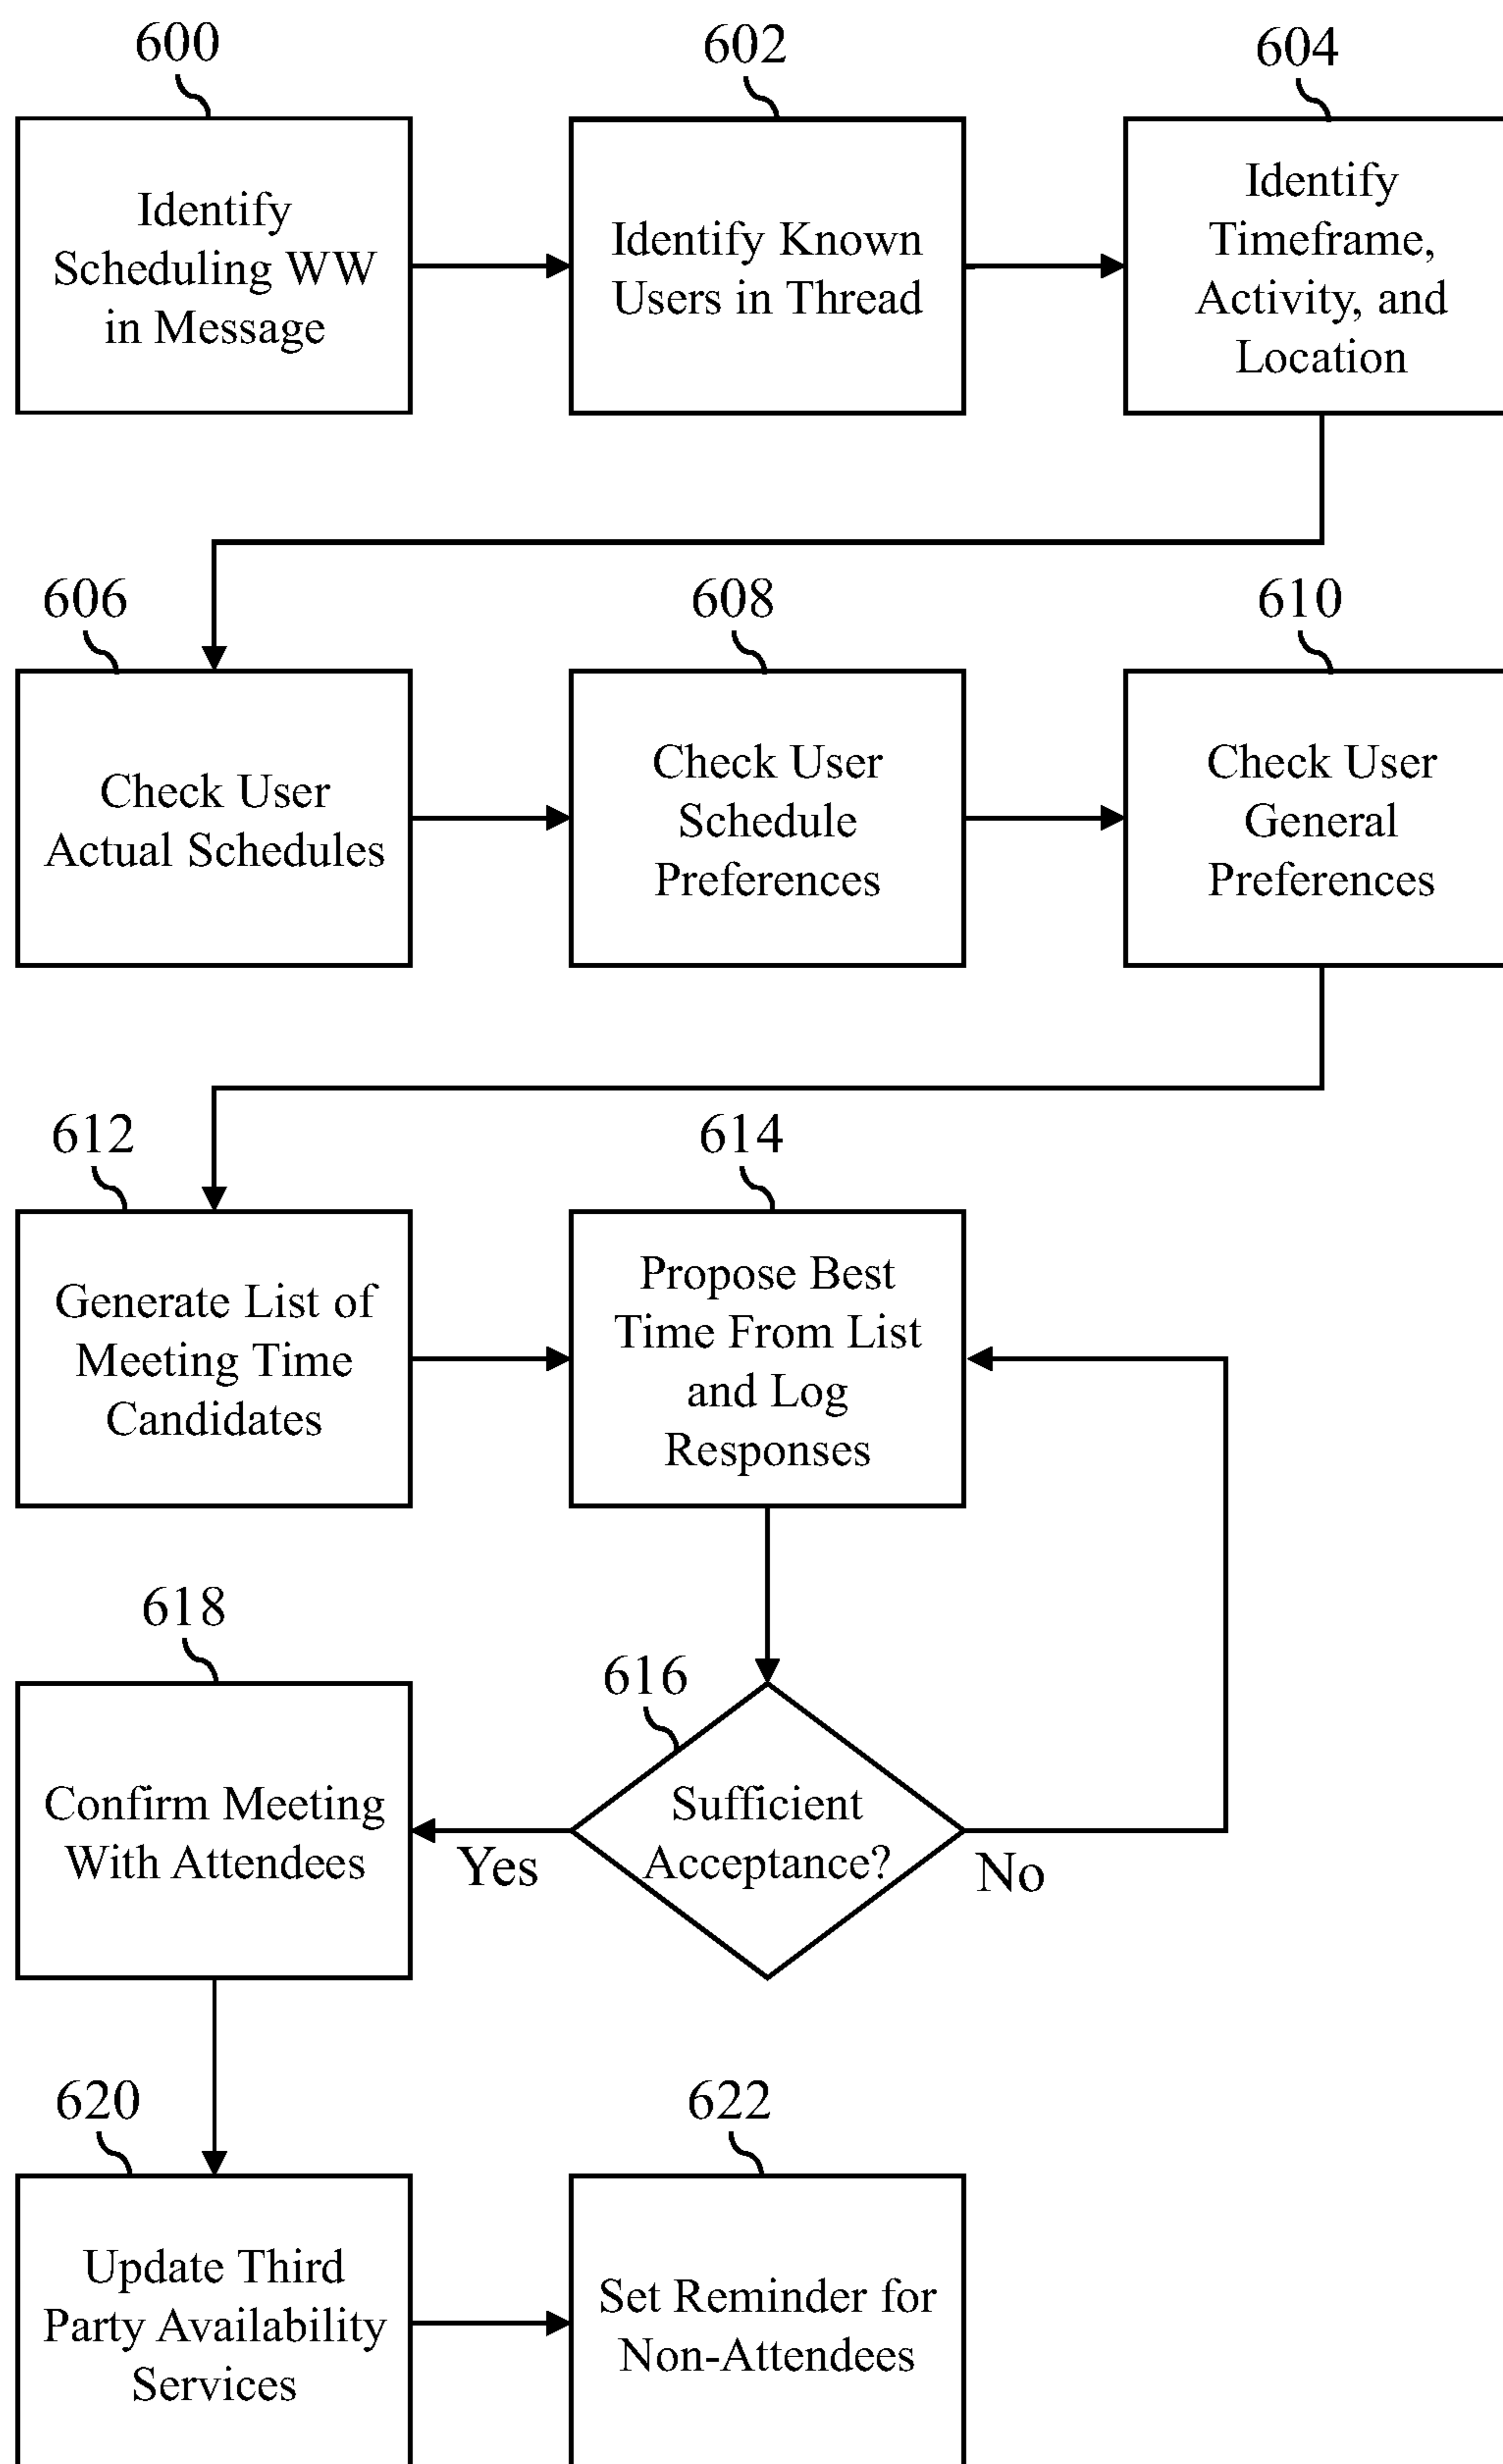 600
Identify
Scheduling WW
in Message
602
Identify Known
Users in Thread
604
Identify
Timeframe,
Activity, and
Location
606
Check User
Actual Schedules
608
Check User
Schedule
Preferences
610
Check User
General
Preferences
612
Generate List of
Meeting Time
Candidates
614
Propose Best
Time From List
and Log
Responses
616
Sufficient
Acceptance?
Yes
No
618
Confirm Meeting
With Attendees
620
Update Third
Party Availability
Services
622
Set Reminder for
Non-Attendees